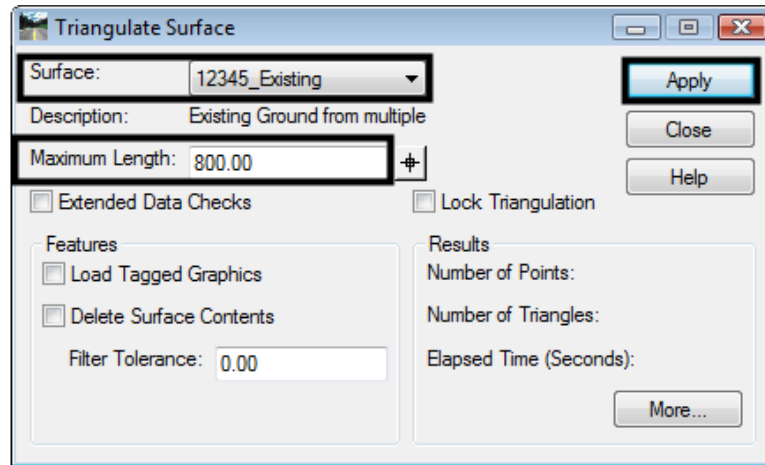 Triangulate Surface
Surface: 12345_Existing
Apply
Description: Existing Ground from multiple
Close
Maximum Length: 800.00
Help
Extended Data Checks
Lock Triangulation
Features
Load Tagged Graphics
Delete Surface Contents
Filter Tolerance: 0.00
Results
Number of Points:
Number of Triangles:
Elapsed Time (Seconds):
More...